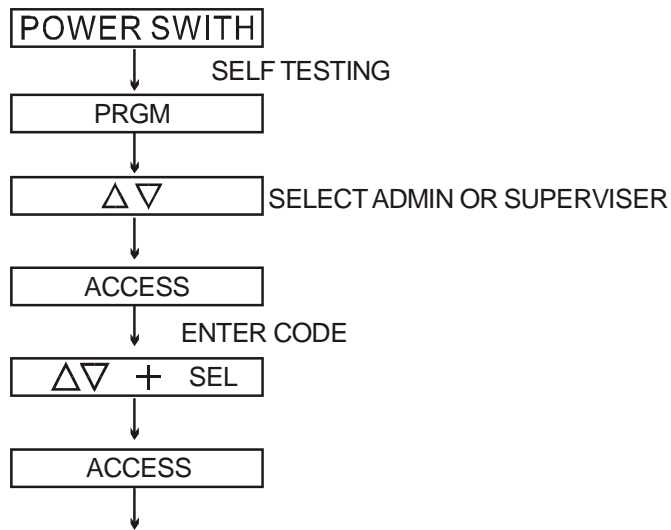 POWER SWITH
SELF TESTING
PRGM
△ ▽ SELECT ADMIN OR SUPERVISER
ACCESS
ENTER CODE
△▽ + SEL
ACCESS